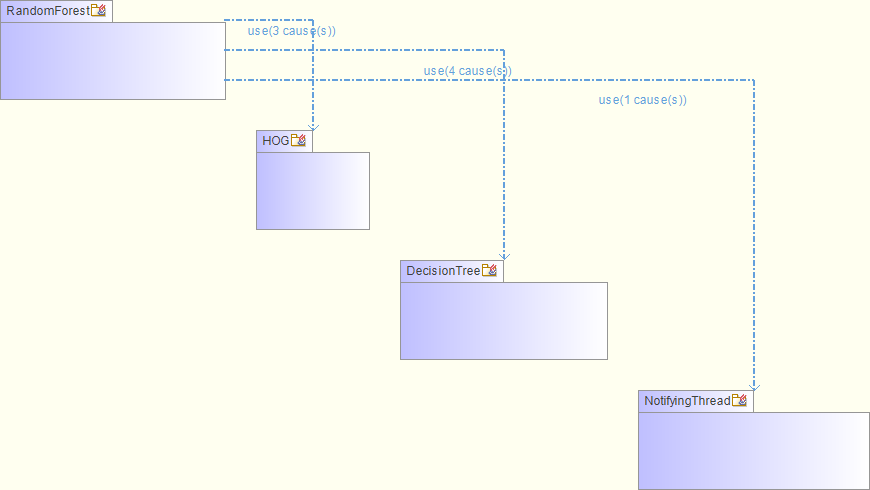 RandomForest
use(3 cause(s))
use(4 cause(s))
use(1 cause(s))
HOG
DecisionTree
NotifyingThread